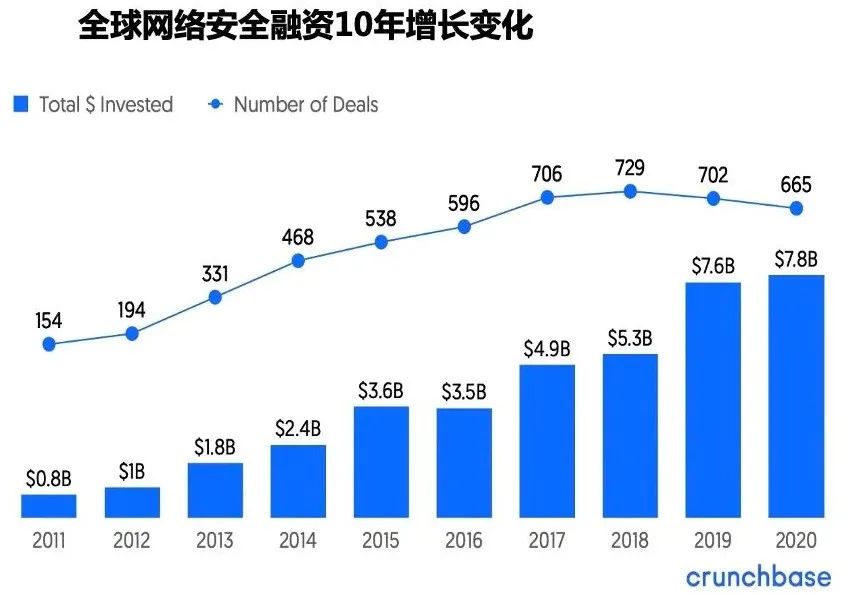 全球网络安全融资10年增长变化
Total $ Invested Number of Deals
154 194 331 468 538 596 706 729 702 665
$0.8B $1B $1.8B $2.4B $3.6B $3.5B $4.9B $5.3B $7.6B $7.8B
2011 2012 2013 2014 2015 2016 2017 2018 2019 2020
crunchbase